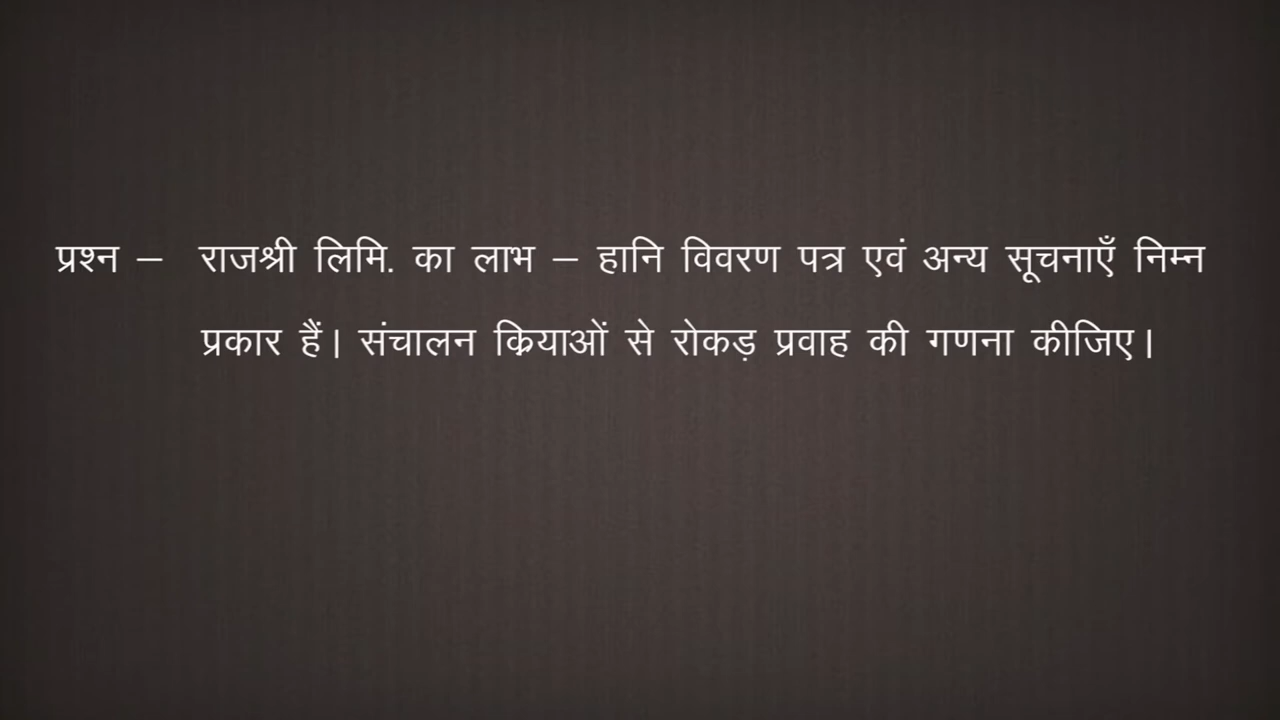 प्रश्न – राजश्री लिमि. का लाभ – हानि विवरण पत्र एवं अन्य सूचनाएँ निम्न
प्रकार हैं। संचालन क्रियाओं से रोकड़ प्रवाह की गणना कीजिए।